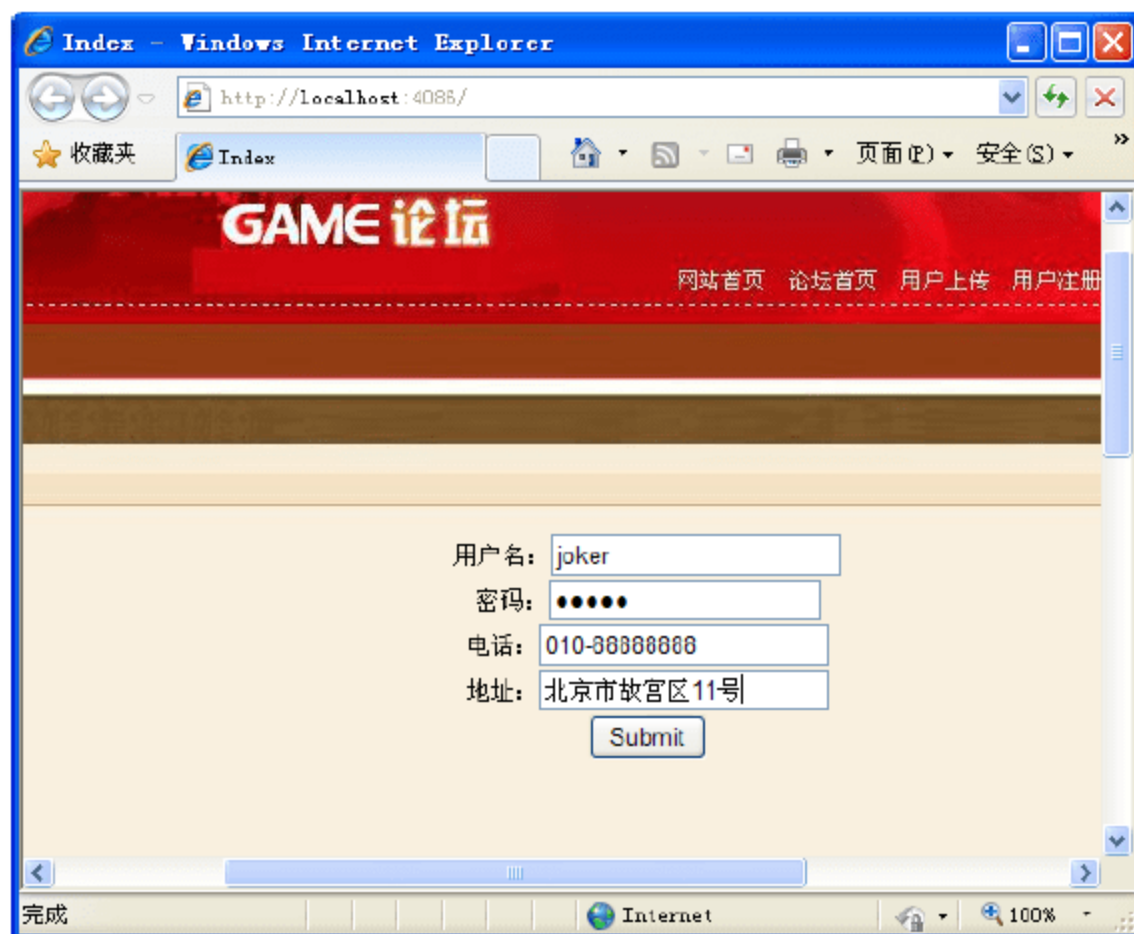 Index - Windows Internet Explorer
http://localhost:4086/
收藏夹 Index 页面(P) 安全(S) »
GAME论坛
网站首页 论坛首页 用户上传 用户注册
用户名: joker
密码: •••••
电话: 010-88888888
地址: 北京市故宫区11号
Submit
完成 Internet 100%